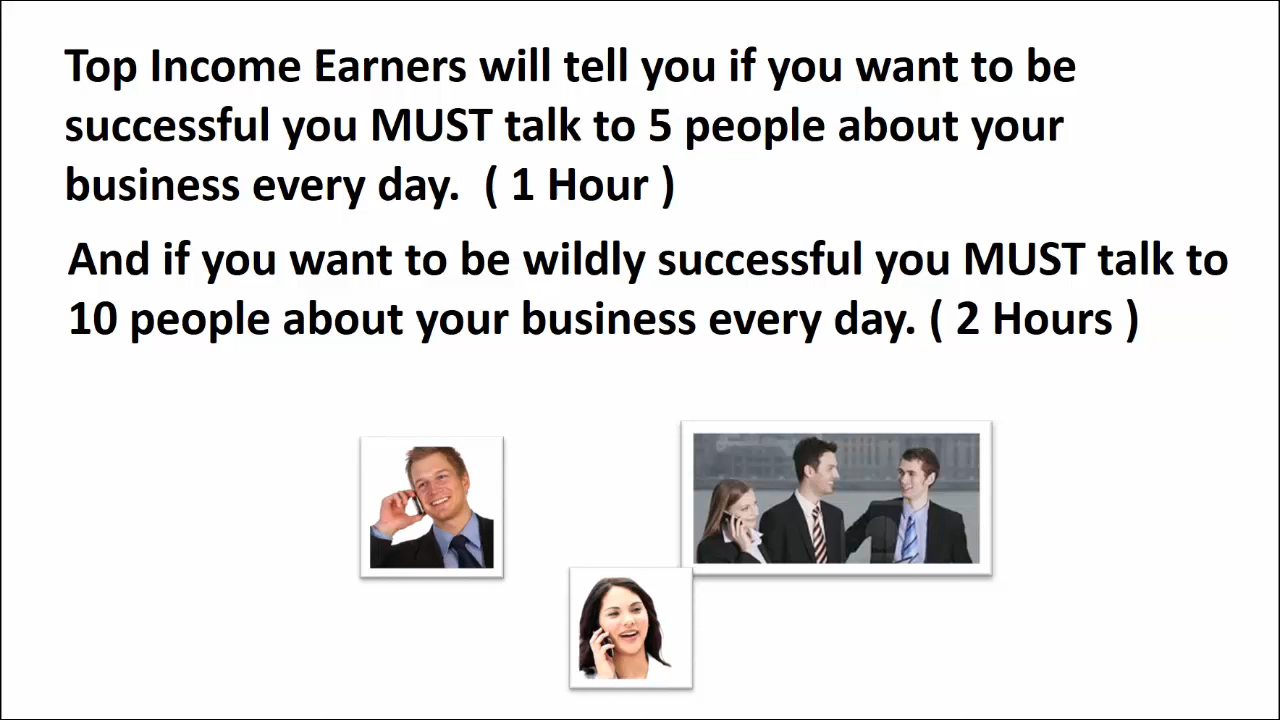 Top Income Earners will tell you if you want to be
successful you MUST talk to 5 people about your
business every day.  ( 1 Hour )
And if you want to be wildly successful you MUST talk to
10 people about your business every day. ( 2 Hours )